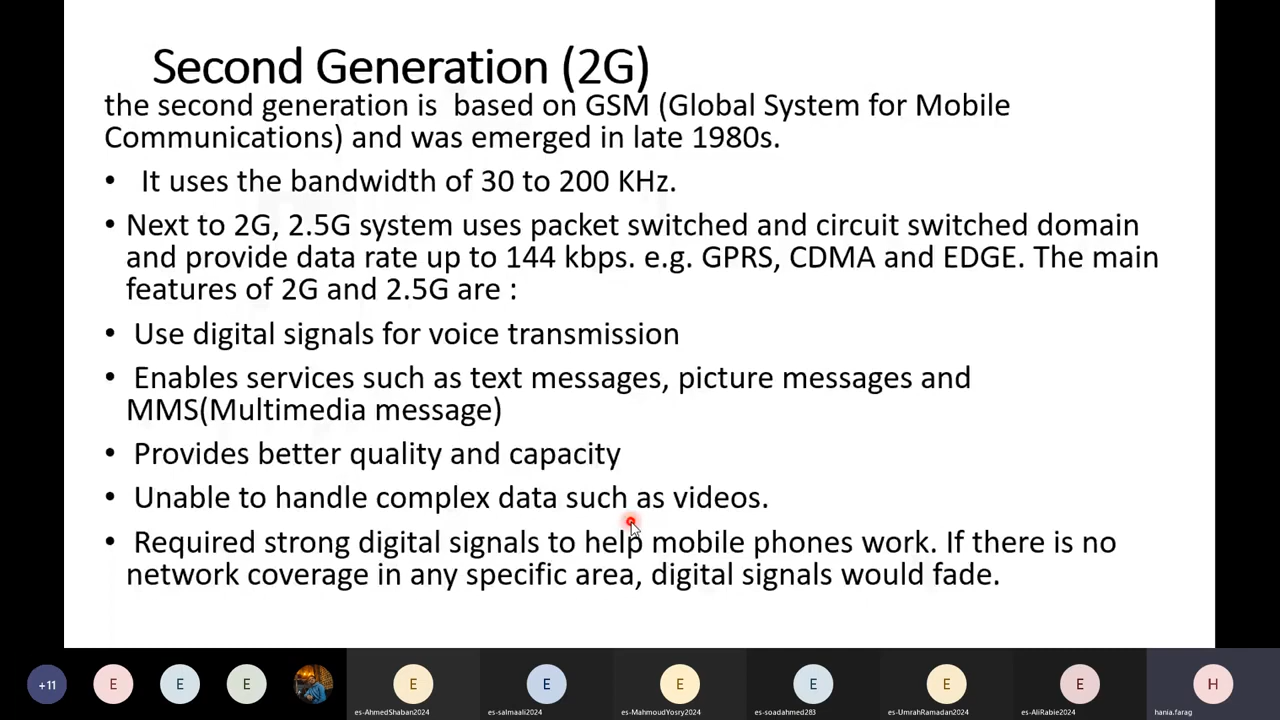 Second Generation (2G)
the second generation is  based on GSM (Global System for Mobile
Communications) and was emerged in late 1980s.
•  It uses the bandwidth of 30 to 200 KHz.
• Next to 2G, 2.5G system uses packet switched and circuit switched domain
and provide data rate up to 144 kbps. e.g. GPRS, CDMA and EDGE. The main
features of 2G and 2.5G are :
•  Use digital signals for voice transmission
•  Enables services such as text messages, picture messages and
MMS(Multimedia message)
•  Provides better quality and capacity
•  Unable to handle complex data such as videos.
•  Required strong digital signals to help mobile phones work. If there is no
network coverage in any specific area, digital signals would fade.
+11 E E E E E E E E E H
es-AhmedShaban2024 es-salmaali2024 es-MahmoudYosry2024 es-soadahmed283 es-UmrahRamadan2024 es-AliRabie2024 hania.farag